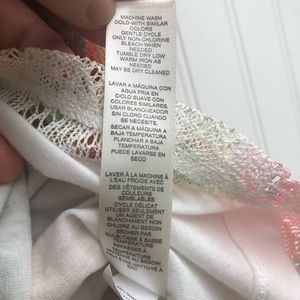 MACHINE WASH
COLD-WITH SIMILAR
COLORS
GENTLE CYCLE
ONLY NON-CHLORINE
BLEACH WHEN
NEEDED
TUMBLE DRY LOW
WARM IRON AS
NEEDED
MAY BE DRY CLEANED
LAVAR A MÁQUINA A
AGUA FRIA EN
CICLO SUAVE CON
COLORES SIMILARES.
USAR BLANQUEADOR
SIN CLORO CUANDO
SE NECESITE.
SECAR A MÁQUINA A
BAJA TEMPERATURA
PLANCHAR A BAJA
TEMPERATURA
PUEDE LAVARSE EN
SECO
LAVER À LA MACHINE À
L'EAU FROIDE AVEC
DES VÊTEMENTS DE
COULEURS
SEMBLABLES
CYCLE DÉLICAT
UTILISER SEULEMENT
UN AGENT DE
BLANCHIMENT NON
CHLORÉ AU BESOIN
SÉCHER PAR
CULBUTAGE À BASSE
TEMPÉRATURE
REPASSER À
TEMPÉRATURE
AU BESOIN
NETTOYÉ À
SEC